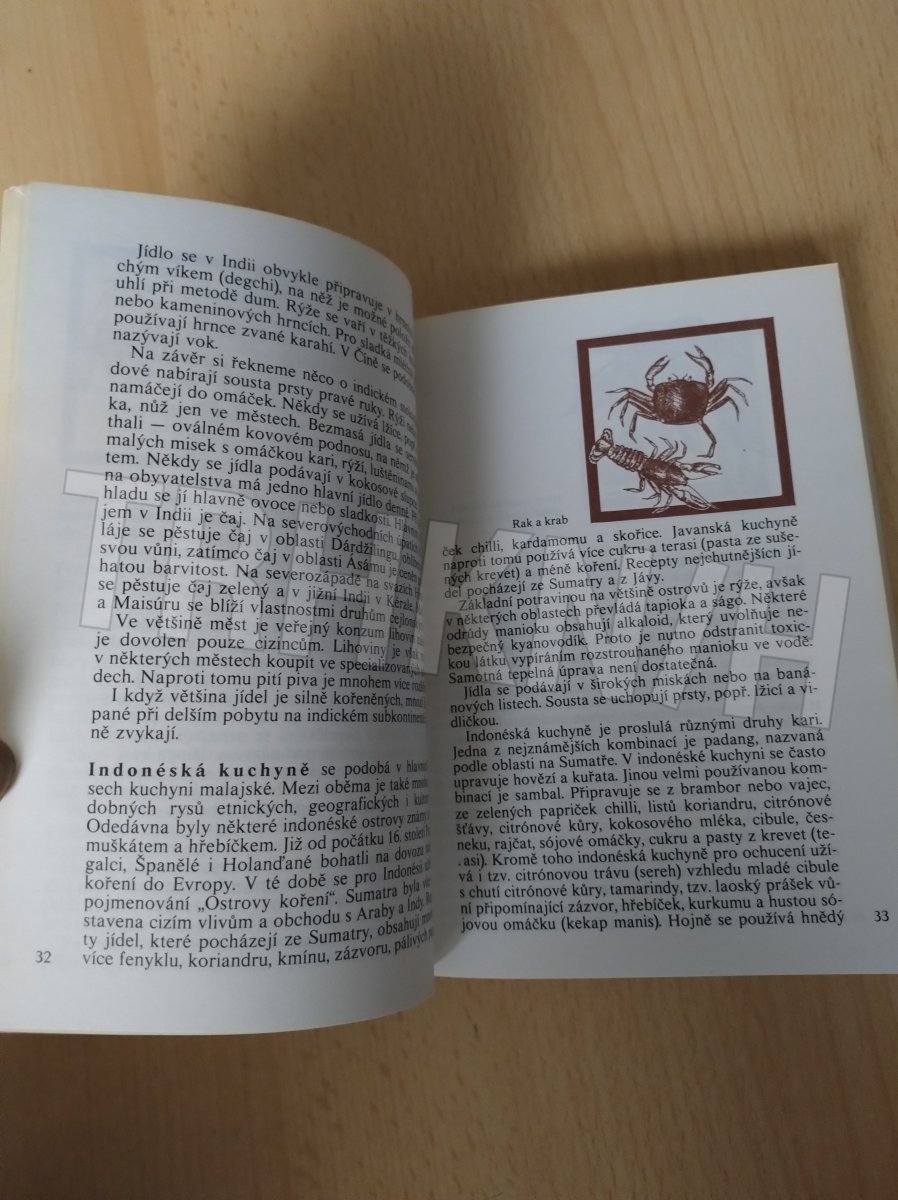 Jídlo se v Indii obvykle připravuje v
chým víkem (degchi), na něž je možné
uhlí při metodě dum. Rýže se vaří v těžkých
nebo kameninových hrncích. Pro sladká
používají hrnce zvané karahí. V Číně se
nazývají vok.
Na závěr si řekneme něco o indickém
dové nabírají sousta prsty pravé ruky. Rýži
namáčejí do omáček. Někdy se užívá lžíce,
ka, nůž jen ve městech. Bezmasá jídla se
thali — oválném kovovém podnosu, na němž je
malých misek s omáčkou kari, rýží, luštěninami
tem. Někdy se jídla podávají v kokosové
na obyvatelstva má jedno hlavní jídlo denně.
hladu se jí hlavně ovoce nebo sladkosti.
jem v Indii je čaj. Na severovýchodních
láje se pěstuje čaj v oblasti Dárdžilingu,
svou vůni, zatímco čaj v oblasti Ásámu je ceněn
hatou barvitost. Na severozápadě na svazích
se pěstuje čaj zelený a v jižní Indii v Kérale,
a Maisúru se blíží vlastnostmi druhům
Ve většině měst je veřejný konzum lihovin
je dovolen pouze cizincům. Lihoviny je však
v některých městech koupit ve specializovaných
dech. Naproti tomu pití piva je mnohem více
I když většina jídel je silně kořeněných,
pané při delším pobytu na indickém
ně zvykají.
Indonéská kuchyně se podobá v
sech kuchyni malajské. Mezi oběma je také
dobných rysů etnických, geografických i
Odedávna byly některé indonéské ostrovy známy
muškátem a hřebíčkem. Již od počátku 16. století
galci, Španělé i Holanďané bohatli na dovozu
koření do Evropy. V té době se pro Indonésii
pojmenování „Ostrovy koření". Sumatra byla
stavena cizím vlivům a obchodu s Araby a Indy.
ty jídel, které pocházejí ze Sumatry, obsahují
více fenyklu, koriandru, kmínu, zázvoru, pálivých
32
Rak a krab
ček chilli, kardamomu a skořice. Javanská kuchyně
naproti tomu používá více cukru a terasi (pasta ze suše-
ných krevet) a méně koření. Recepty nejchutnějších jí-
del pocházejí ze Sumatry a z Jávy.
Základní potravinou na většině ostrovů je rýže, avšak
v některých oblastech převládá tapioka a ságo. Některé
odrůdy manioku obsahují alkaloid, který uvolňuje ne-
bezpečný kyanovodík. Proto je nutno odstranit toxic-
kou látku vypíráním rozstrouhaného manioku ve vodě.
Samotná tepelná úprava není dostatečná.
Jídla se podávají v širokých miskách nebo na baná-
nových listech. Sousta se uchopují prsty, popř. lžicí a vi-
dličkou.
Indonéská kuchyně je proslulá různými druhy kari.
Jedna z nejznámějších kombinací je padang, nazvaná
podle oblasti na Sumatře. V indonéské kuchyni se často
upravuje hovězí a kuřata. Jinou velmi používanou kom-
binací je sambal. Připravuje se z brambor nebo vajec,
ze zelených papriček chilli, listů koriandru, citrónové
šťávy, citrónové kůry, kokosového mléka, cibule, čes-
neku, rajčat, sójové omáčky, cukru a pasty z krevet (te-
asi). Kromě toho indonéská kuchyně pro ochucení uží-
vá i tzv. citrónovou trávu (sereh) vzhledu mladé cibule
s chutí citrónové kůry, tamarindy, tzv. laoský prášek vů-
ní připomínající zázvor, hřebíček, kurkumu a hustou só-
jovou omáčku (kekap manis). Hojně se používá hnědý
33